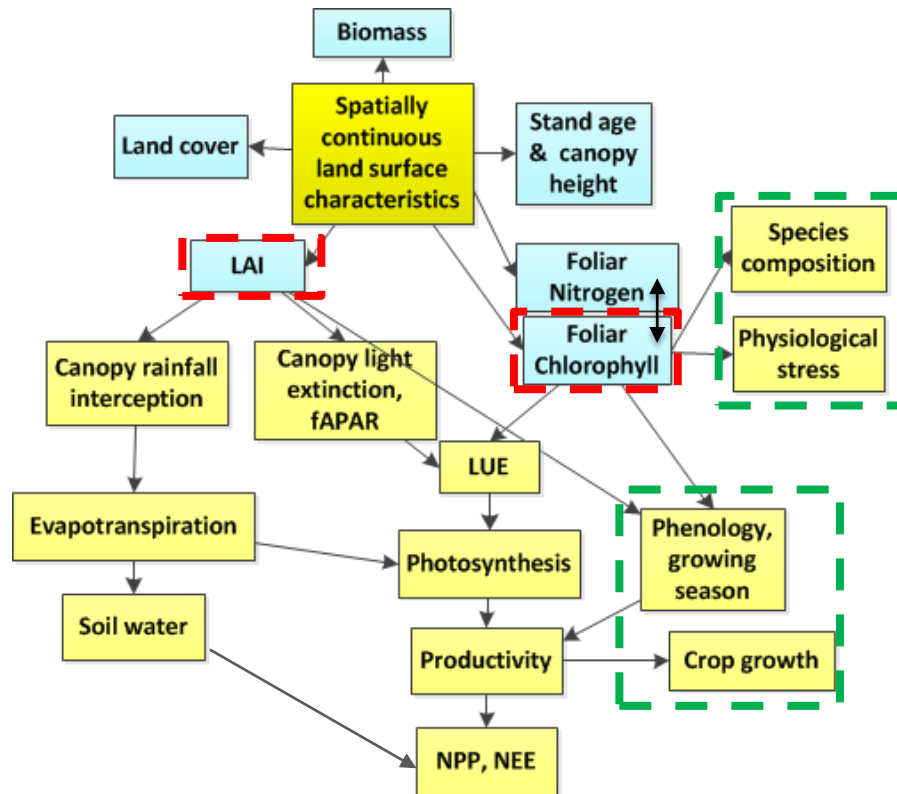 Biomass
Spatially
continuous
land surface
characteristics
Land cover
Stand age
& canopy
height
LAI
Foliar
Nitrogen
Foliar
Chlorophyll
Species
composition
Physiological
stress
Canopy rainfall
interception
Canopy light
extinction,
fAPAR
LUE
Evapotranspiration
Photosynthesis
Phenology,
growing
season
Soil water
Productivity
Crop growth
NPP, NEE